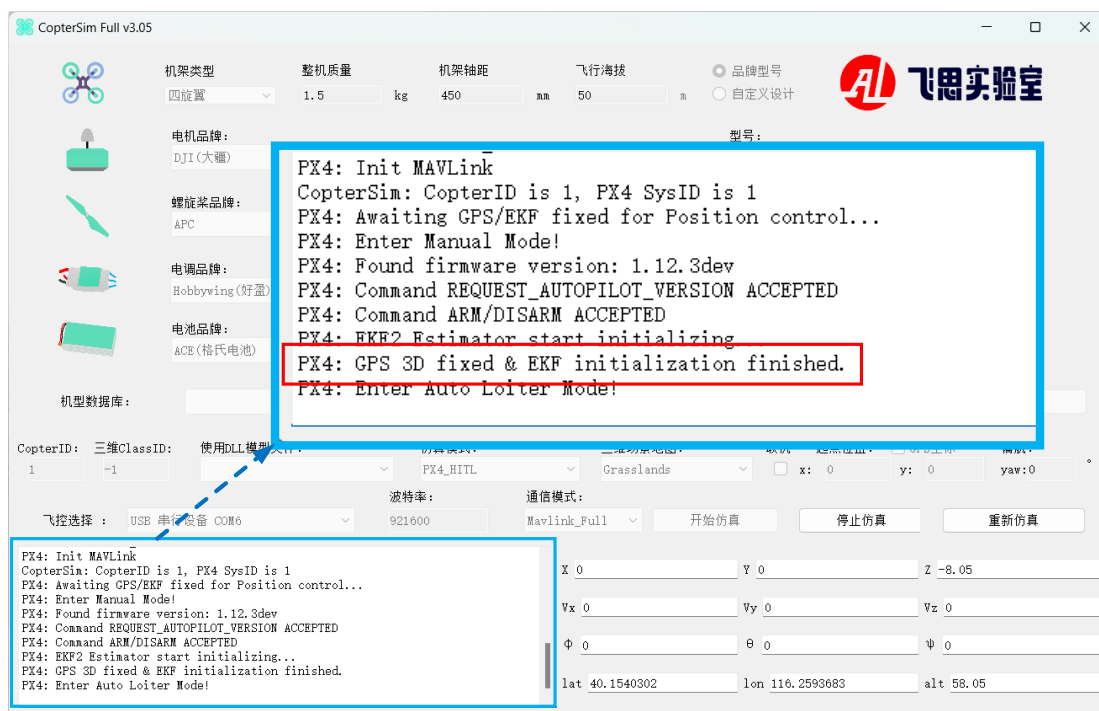 CopterSim Full v3.05
机架类型 整机质量 机架轴距 飞行海拔 品牌型号
四旋翼 1.5 kg 450 mm 50 m 自定义设计
AI 飞思实验室
电机品牌： 型号：
DJI(大疆)
螺旋桨品牌：
APC
电调品牌：
Hobbywing(好盈)
电池品牌：
ACE(格氏电池)
机型数据库：
PX4: Init MAVLink
CopterSim: CopterID is 1, PX4 SysID is 1
PX4: Awaiting GPS/EKF fixed for Position control...
PX4: Enter Manual Mode!
PX4: Found firmware version: 1.12.3dev
PX4: Command REQUEST_AUTOPILOT_VERSION ACCEPTED
PX4: Command ARM/DISARM ACCEPTED
PX4: EKF2 Estimator start initializing...
PX4: GPS 3D fixed & EKF initialization finished.
PX4: Enter Auto Loiter Mode!
CopterID: 三维ClassID: 使用DLL模型文件:
1 -1 PX4_HITL Grasslands x: 0 y: 0 yaw:0 °
波特率： 通信模式：
飞控选择 : USB 串行设备 COM6 921600 Mavlink_Full 开始仿真 停止仿真 重新仿真
PX4: Init MAVLink
CopterSim: CopterID is 1, PX4 SysID is 1
PX4: Awaiting GPS/EKF fixed for Position control...
PX4: Enter Manual Mode!
PX4: Found firmware version: 1.12.3dev
PX4: Command REQUEST_AUTOPILOT_VERSION ACCEPTED
PX4: Command ARM/DISARM ACCEPTED
PX4: EKF2 Estimator start initializing...
PX4: GPS 3D fixed & EKF initialization finished.
PX4: Enter Auto Loiter Mode!
X 0 Y 0 Z -8.05
Vx 0 Vy 0 Vz 0
Φ 0 θ 0 ψ 0
lat 40.1540302 lon 116.2593683 alt 58.05